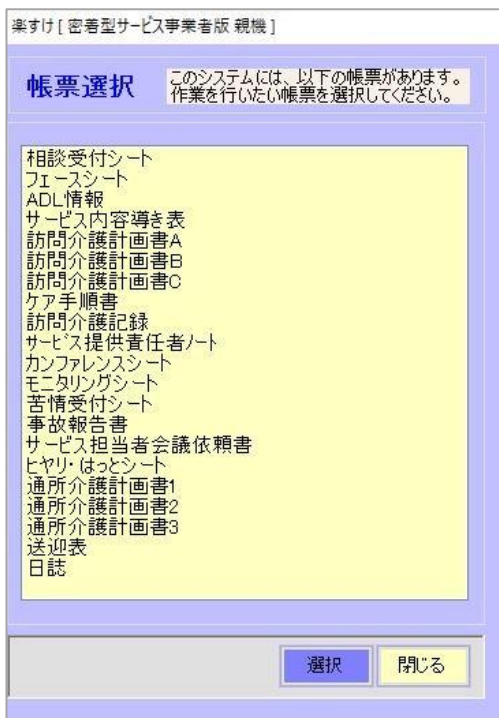 楽すけ [ 密着型サービス事業者版 親機 ]
帳票選択
このシステムには、以下の帳票があります。
作業を行いたい帳票を選択してください。
相談受付シート
フェースシート
ADL情報
サービス内容導き表
訪問介護計画書A
訪問介護計画書B
訪問介護計画書C
ケア手順書
訪問介護記録
サービス提供責任者ノート
カンファレンスシート
モニタリングシート
苦情受付シート
事故報告書
サービス担当者会議依頼書
ヒヤリ・はっとシート
通所介護計画書1
通所介護計画書2
通所介護計画書3
送迎表
日誌
選択
閉じる